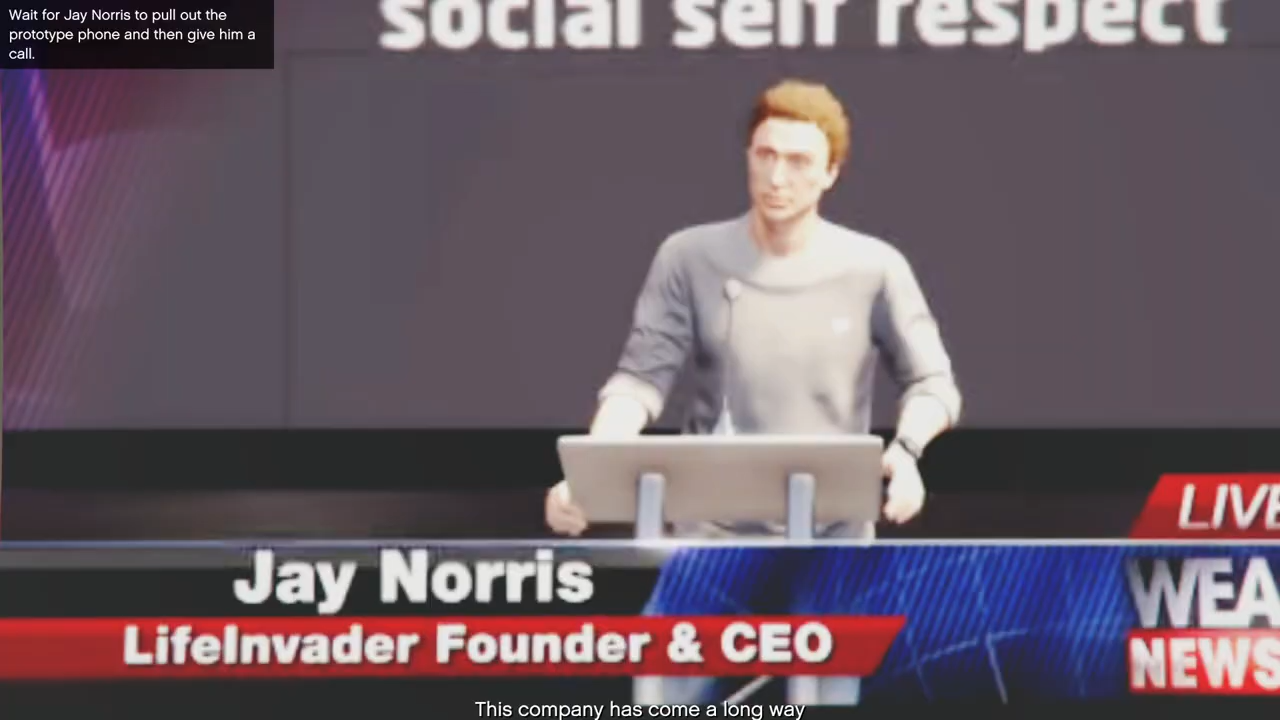 Wait for Jay Norris to pull out the
prototype phone and then give him a
call.
social self respect
LIVE
Jay Norris
WEA
LifeInvader Founder & CEO
NEWS
This company has come a long way